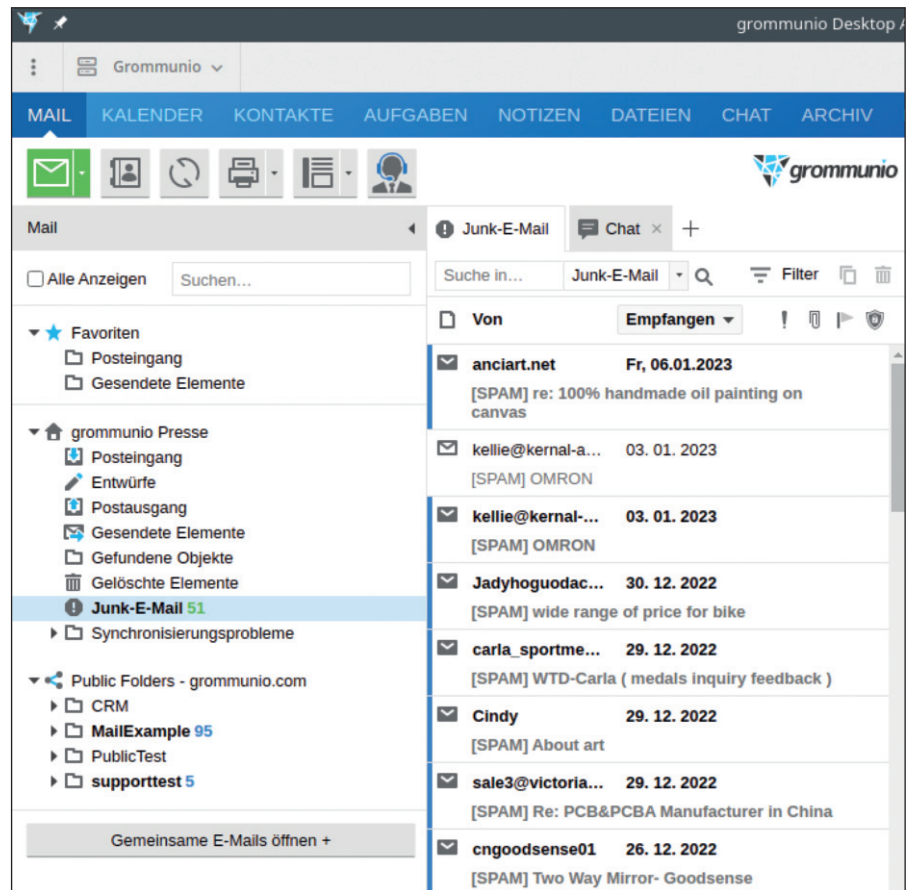 grommunio Desktop
Grommunio
MAIL KALENDER KONTAKTE AUFGABEN NOTIZEN DATEIEN CHAT ARCHIV
grommunio
Mail
Alle Anzeigen
Suchen...
Favoriten
Posteingang
Gesendete Elemente
grommunio Presse
Posteingang
Entwürfe
Postausgang
Gesendete Elemente
Gefundene Objekte
Gelöschte Elemente
Junk-E-Mail 51
Synchronisierungsprobleme
Public Folders - grommunio.com
CRM
MailExample 95
PublicTest
supporttest 5
Gemeinsame E-Mails öffnen +
Junk-E-Mail Chat × +
Suche in... Junk-E-Mail Filter
Von Empfangen
anciart.net Fr, 06.01.2023
[SPAM] re: 100% handmade oil painting on
canvas
kellie@kernal-a... 03. 01. 2023
[SPAM] OMRON
kellie@kernal-... 03. 01. 2023
[SPAM] OMRON
Jadyhoguodac... 30. 12. 2022
[SPAM] wide range of price for bike
carla_sportme... 29. 12. 2022
[SPAM] WTD-Carla ( medals inquiry feedback )
Cindy 29. 12. 2022
[SPAM] About art
sale3@victoria... 29. 12. 2022
[SPAM] Re: PCB&PCBA Manufacturer in China
cngoodsense01 26. 12. 2022
[SPAM] Two Way Mirror- Goodsense